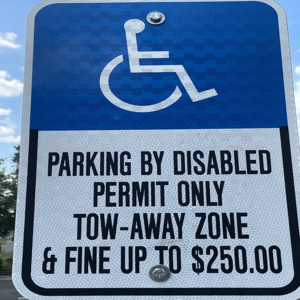 PARKING BY DISABLED
PERMIT ONLY
TOW-AWAY ZONE
& FINE UP TO $250.00